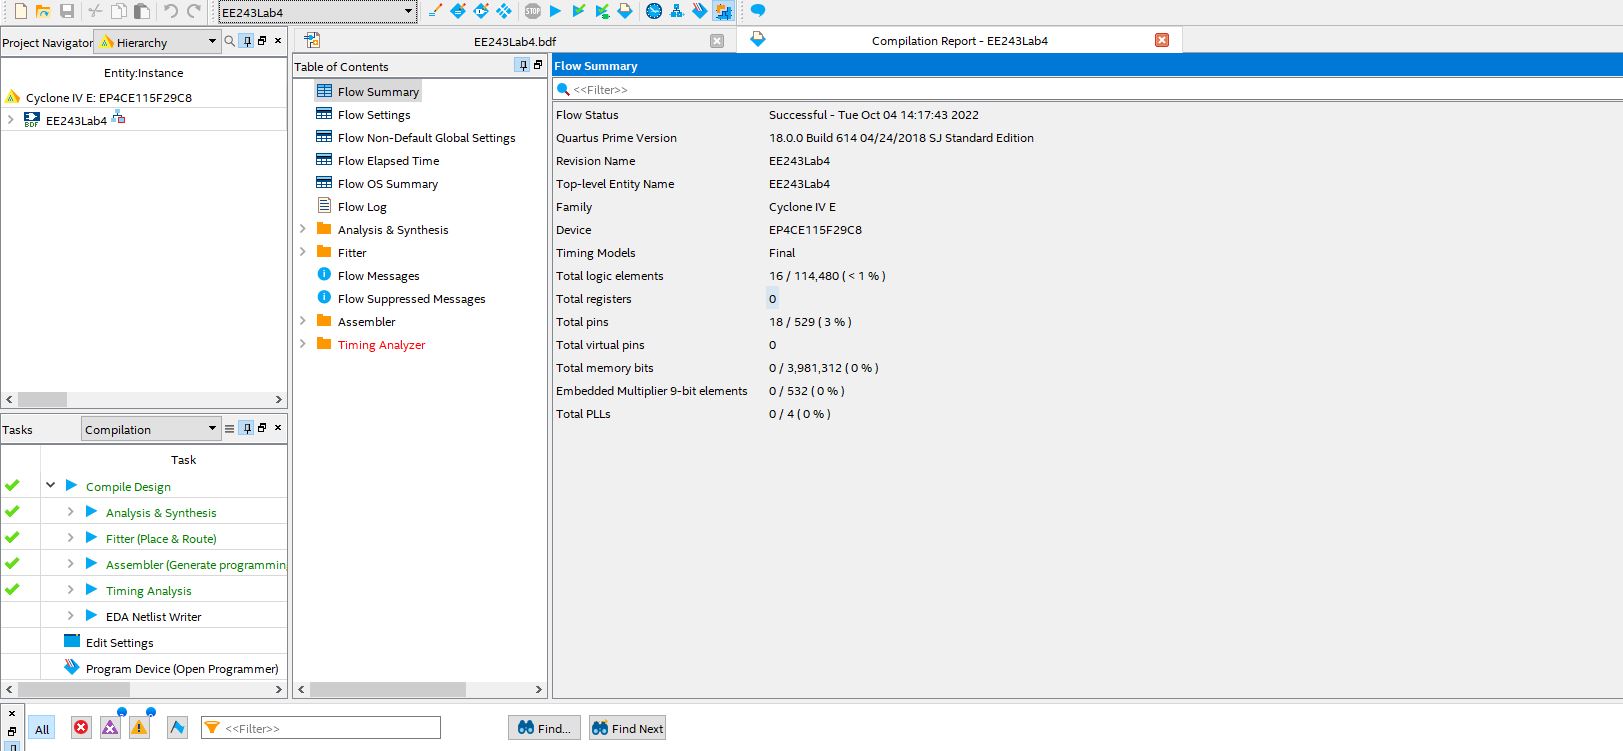 EE243Lab4
STOP
Project Navigator Hierarchy
Entity:Instance
Cyclone IV E: EP4CE115F29C8
BDF EE243Lab4
Tasks Compilation
Task
Compile Design
Analysis & Synthesis
Fitter (Place & Route)
Assembler (Generate programmin
Timing Analysis
EDA Netlist Writer
Edit Settings
Program Device (Open Programmer)
EE243Lab4.bdf
Compilation Report - EE243Lab4
Table of Contents
Flow Summary
Flow Settings
Flow Non-Default Global Settings
Flow Elapsed Time
Flow OS Summary
Flow Log
Analysis & Synthesis
Fitter
Flow Messages
Flow Suppressed Messages
Assembler
Timing Analyzer
Flow Summary
<<Filter>>
Flow Status Successful - Tue Oct 04 14:17:43 2022
Quartus Prime Version 18.0.0 Build 614 04/24/2018 SJ Standard Edition
Revision Name EE243Lab4
Top-level Entity Name EE243Lab4
Family Cyclone IV E
Device EP4CE115F29C8
Timing Models Final
Total logic elements 16 / 114,480 ( < 1 % )
Total registers 0
Total pins 18 / 529 ( 3 % )
Total virtual pins 0
Total memory bits 0 / 3,981,312 ( 0 % )
Embedded Multiplier 9-bit elements 0 / 532 ( 0 % )
Total PLLs 0 / 4 ( 0 % )
All <<Filter>> Find... Find Next